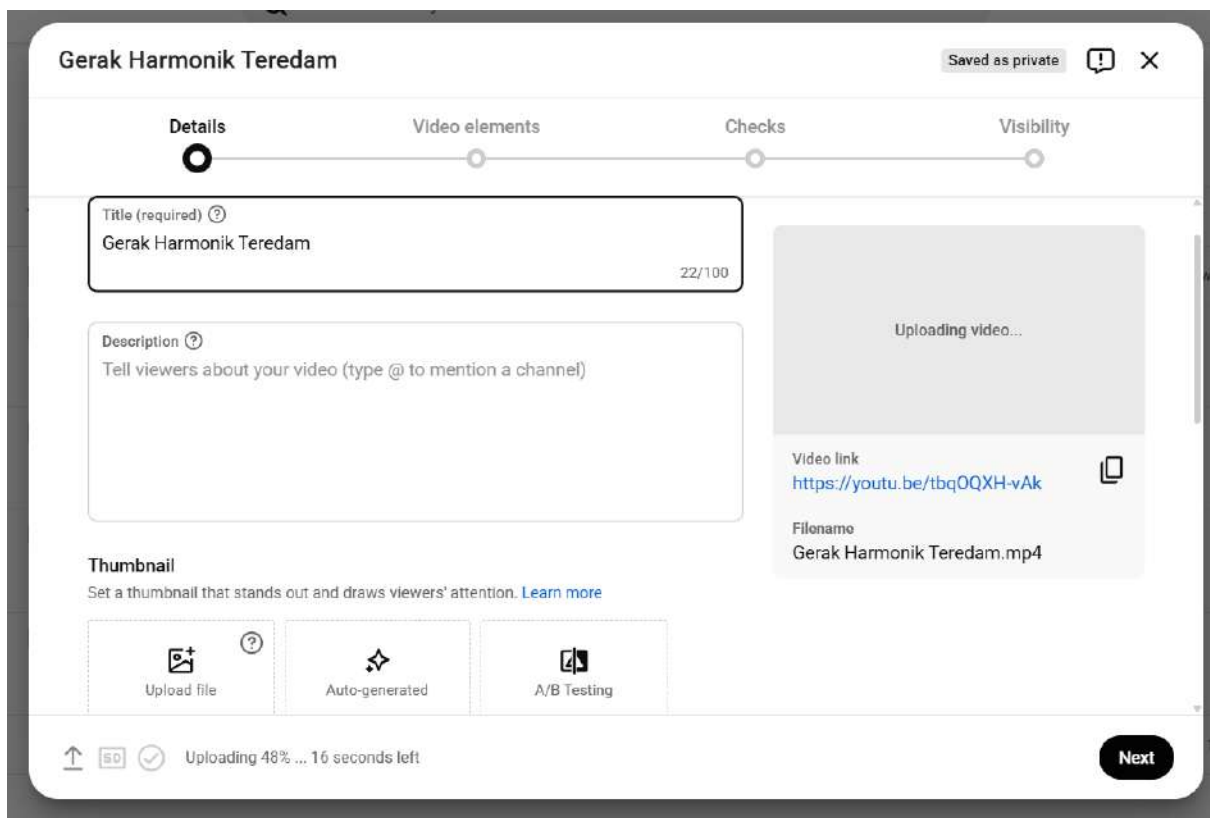 Gerak Harmonik Teredam
Saved as private
Details
Video elements
Checks
Visibility
Title (required)
Gerak Harmonik Teredam
22/100
Description
Tell viewers about your video (type @ to mention a channel)
Uploading video...
Video link
https://youtu.be/tbqOQXH-vAk
Filename
Gerak Harmonik Teredam.mp4
Thumbnail
Set a thumbnail that stands out and draws viewers' attention. Learn more
Upload file
Auto-generated
A/B Testing
SD
Uploading 48% ... 16 seconds left
Next